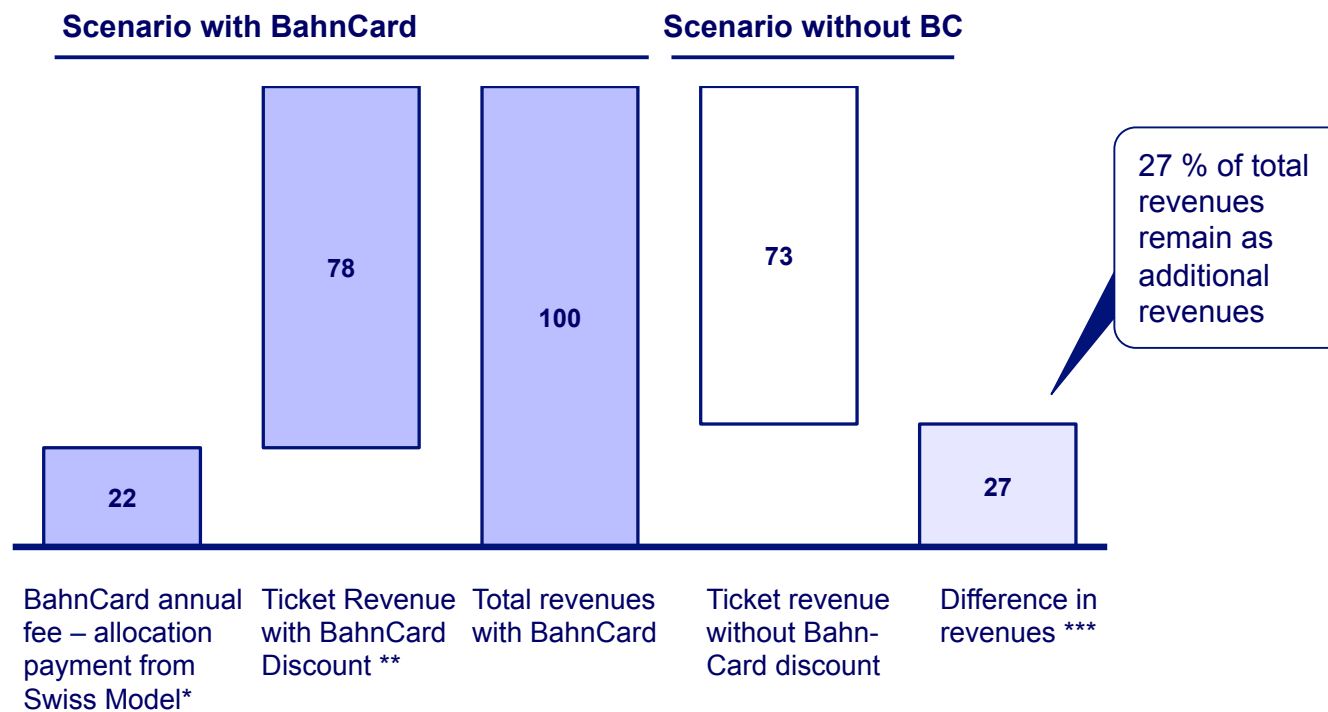 Scenario with BahnCard
Scenario without BC
27 % of total
revenues
remain as
additional
revenues
78
73
100
22
27
BahnCard annual
fee – allocation
payment from
Swiss Model*
Ticket Revenue
with BahnCard
Discount **
Total revenues
with BahnCard
Ticket revenue
without Bahn-
Card discount
Difference in
revenues ***